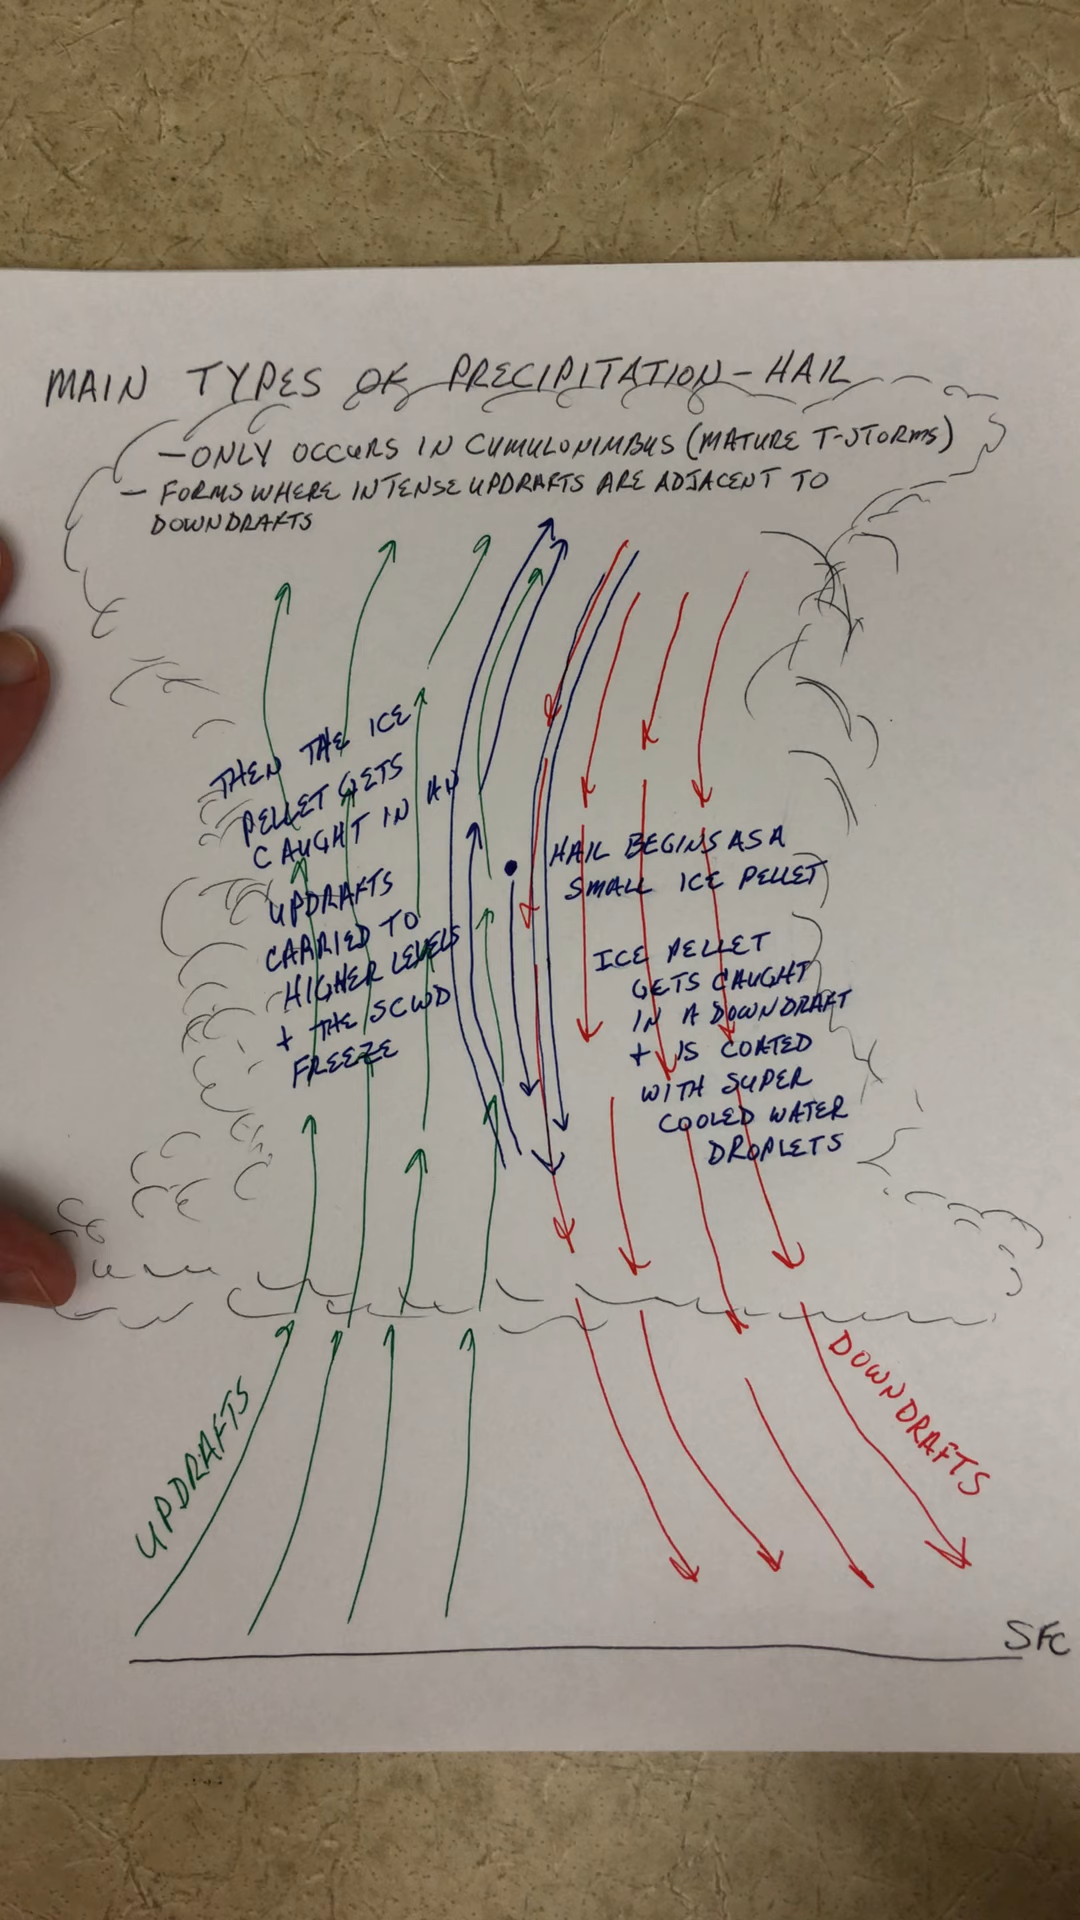 MAIN TYPES OF PRECIPITATION - HAIL
- ONLY OCCURS IN CUMULONIMBUS (MATURE T-STORMS)
- FORMS WHERE INTENSE UPDRAFTS ARE ADJACENT TO
DOWNDRAFTS
THEN THE ICE
PELLET GETS
CAUGHT IN AN
UPDRAFTS
CARRIED TO
HIGHER LEVELS
+ THE SCWD
FREEZE
HAIL BEGINS AS A
SMALL ICE PELLET
ICE PELLET
GETS CAUGHT
IN A DOWNDRAFT
+ IS COATED
WITH SUPER
COOLED WATER
DROPLETS
UPDRAFTS
DOWNDRAFTS
SFC